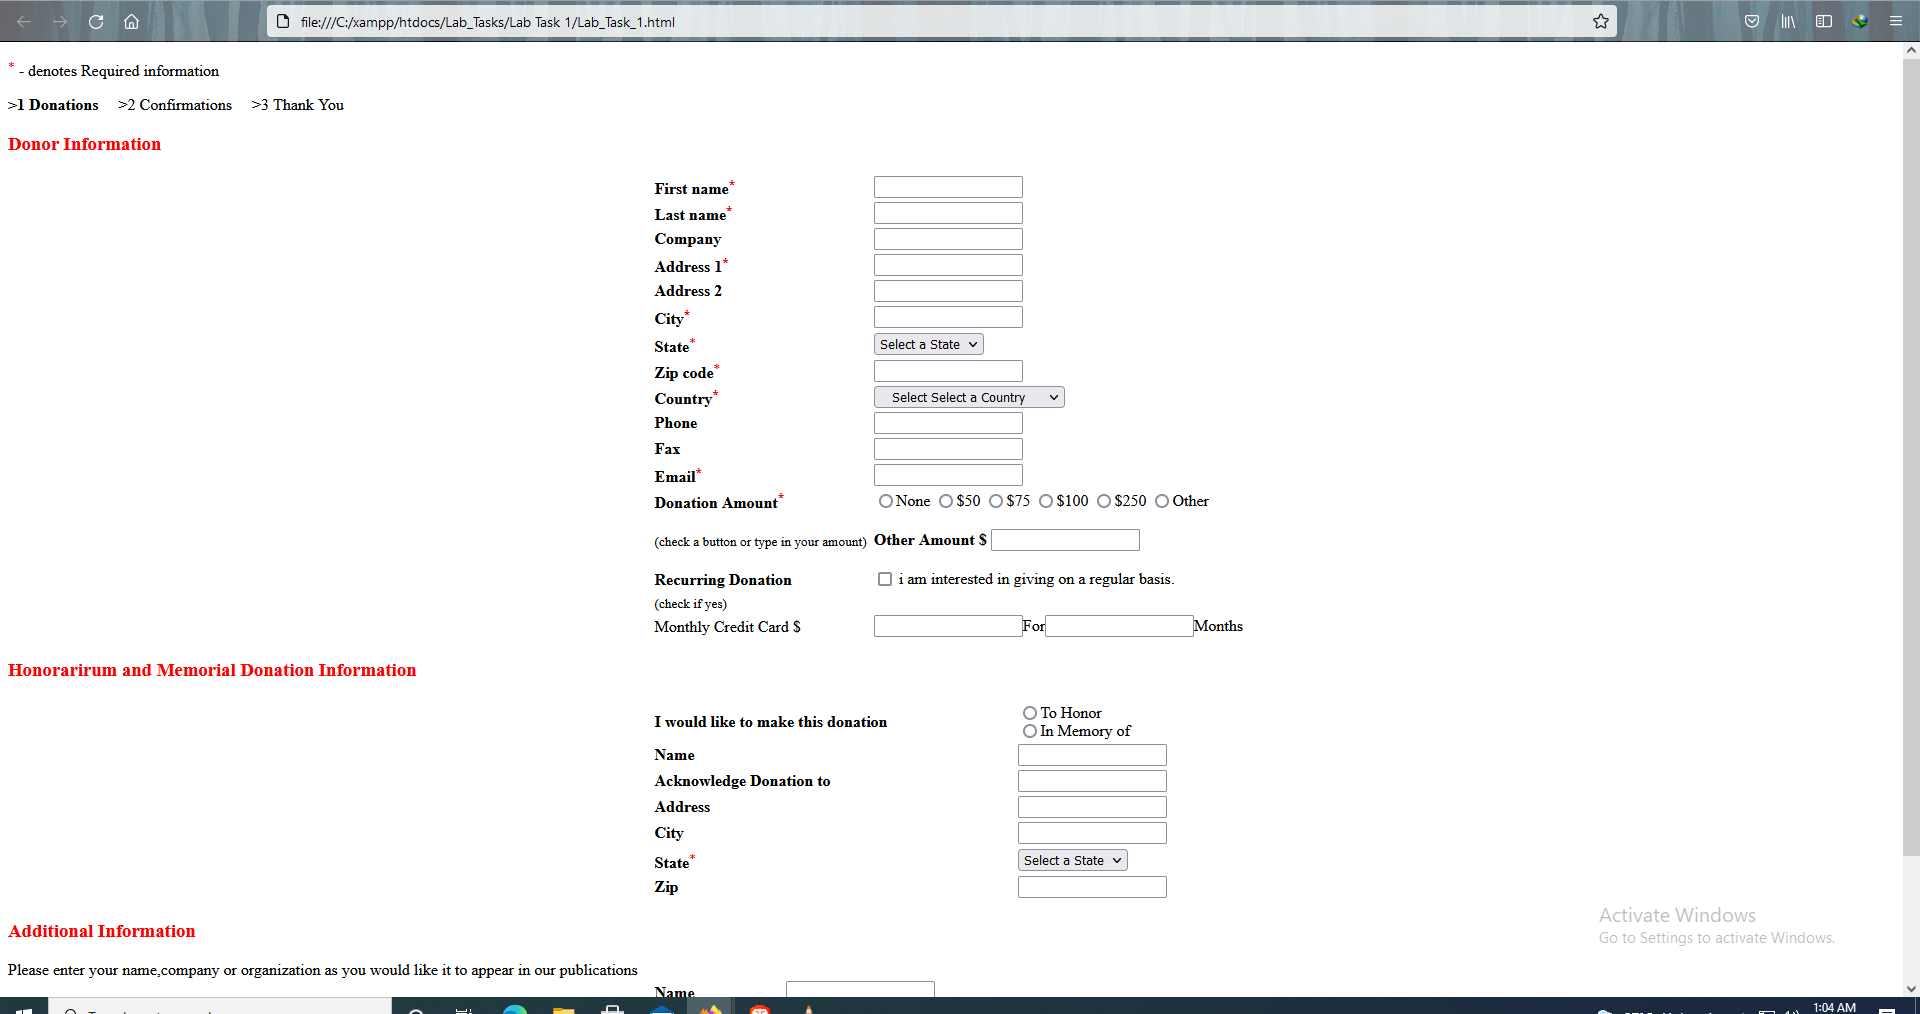 file:///C:/xampp/htdocs/Lab_Tasks/Lab Task 1/Lab_Task_1.html
* - denotes Required information
>1 Donations >2 Confirmations >3 Thank You
Donor Information
First name*
Last name*
Company
Address 1*
Address 2
City*
State* Select a State
Zip code*
Country* Select Select a Country
Phone
Fax
Email*
Donation Amount* None $50 $75 $100 $250 Other
(check a button or type in your amount) Other Amount $
Recurring Donation i am interested in giving on a regular basis.
(check if yes)
Monthly Credit Card $ For Months
Honorarirum and Memorial Donation Information
I would like to make this donation To Honor
In Memory of
Name
Acknowledge Donation to
Address
City
State* Select a State
Zip
Activate Windows
Go to Settings to activate Windows.
Additional Information
Please enter your name,company or organization as you would like it to appear in our publications
Name
1:04 AM